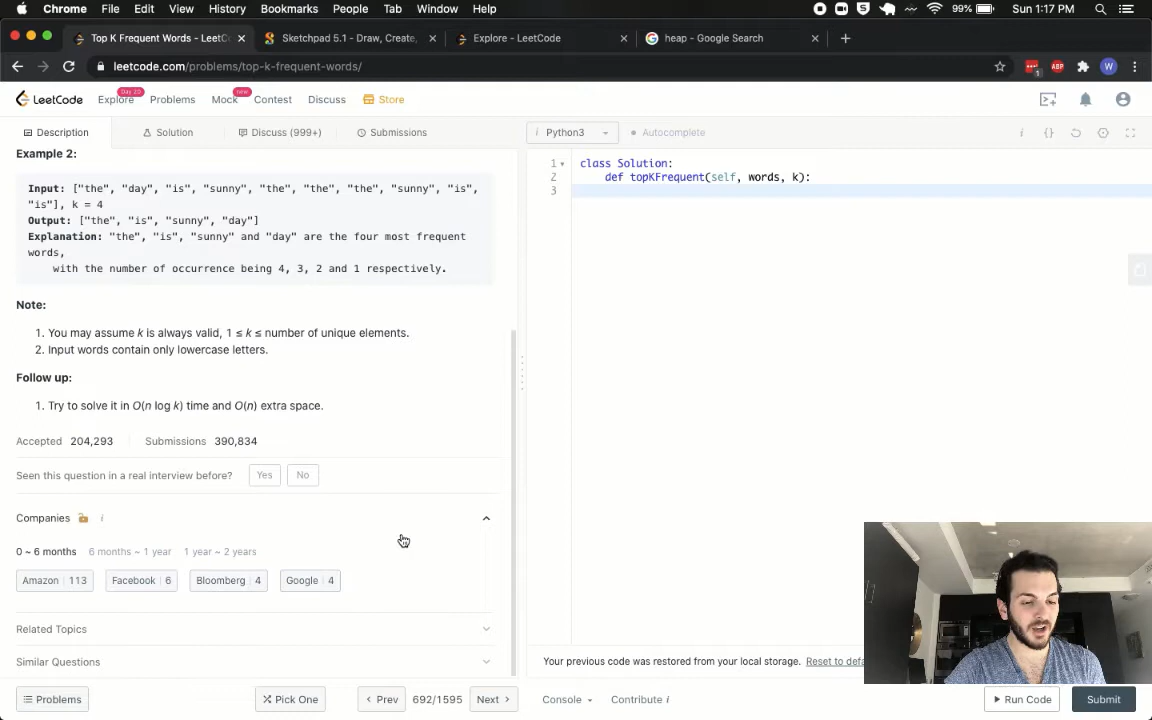 Chrome File Edit View History Bookmarks People Tab Window Help 99% Sun 1:17 PM
Top K Frequent Words - LeetCo Sketchpad 5.1 - Draw, Create, Explore - LeetCode heap - Google Search
leetcode.com/problems/top-k-frequent-words/ 1 ABP W
LeetCode Explore Day 20 Problems Mock new Contest Discuss Store
Description Solution Discuss (999+) Submissions i Python3 Autocomplete i {}
Example 2:
Input: ["the", "day", "is", "sunny", "the", "the", "the", "sunny", "is",
"is"], k = 4
Output: ["the", "is", "sunny", "day"]
Explanation: "the", "is", "sunny" and "day" are the four most frequent
words,
with the number of occurrence being 4, 3, 2 and 1 respectively.
Note:
1. You may assume k is always valid, 1 ≤ k ≤ number of unique elements.
2. Input words contain only lowercase letters.
Follow up:
1. Try to solve it in O(n log k) time and O(n) extra space.
Accepted 204,293 Submissions 390,834
Seen this question in a real interview before? Yes No
Companies i
0 ~ 6 months 6 months ~ 1 year 1 year ~ 2 years
Amazon 113 Facebook 6 Bloomberg 4 Google 4
Related Topics
Similar Questions
Problems Pick One < Prev 692/1595 Next >
1 class Solution:
2 def topKFrequent(self, words, k):
3
Your previous code was restored from your local storage. Reset to defa
Console Contribute i Run Code Submit